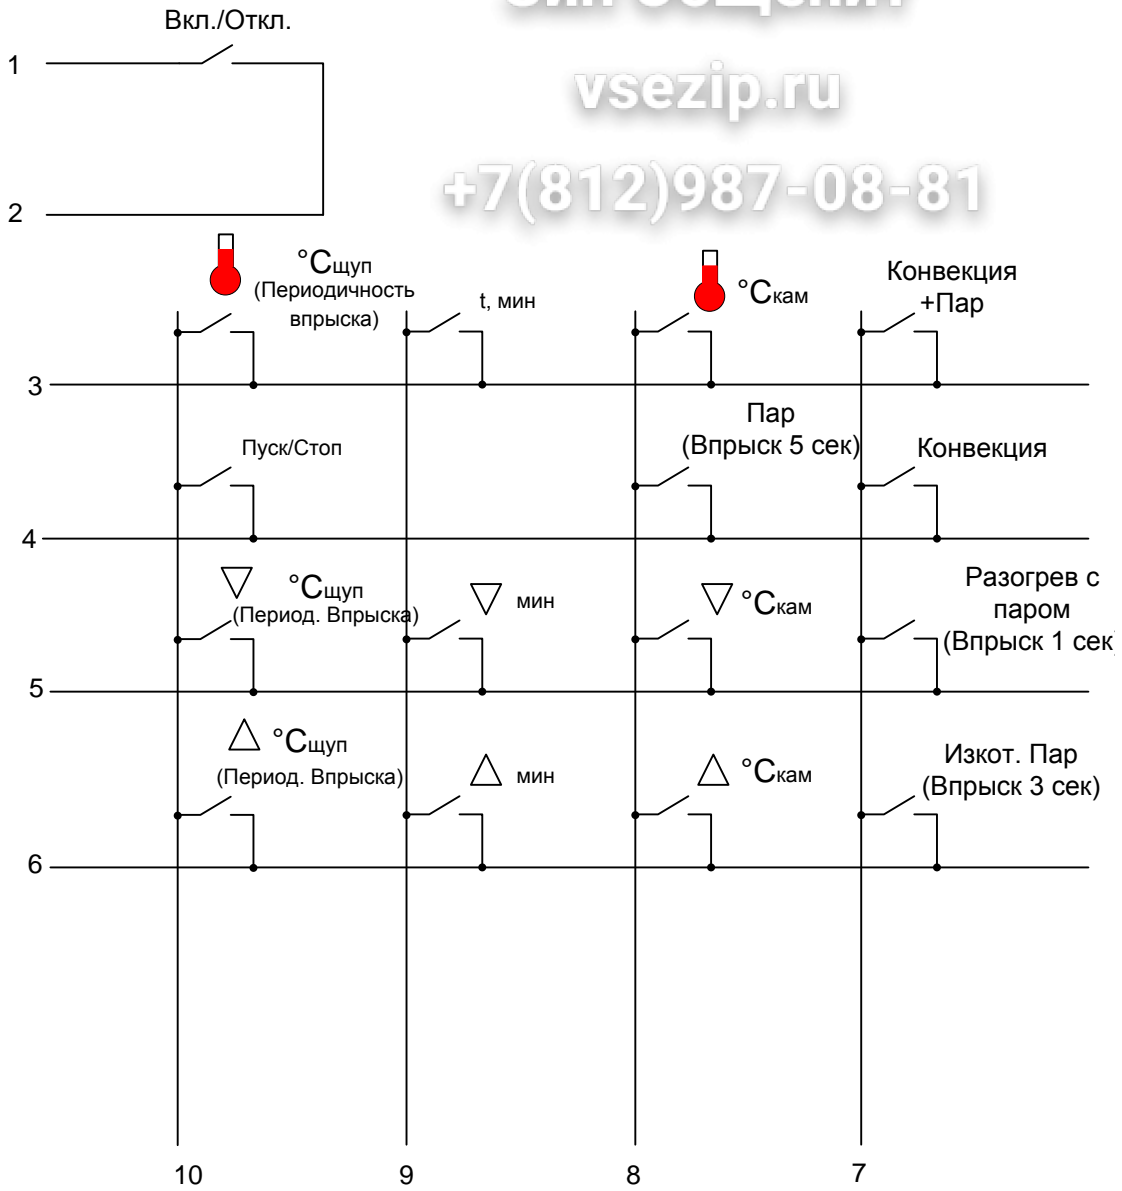 Вкл./Откл.
1
vsezip.ru
+7(812)987-08-81
2
°Cщуп
(Периодичность
впрыска)
t, мин
°Cкам
Конвекция
+Пар
3
Пуск/Стоп
Пар
(Впрыск 5 сек)
Конвекция
4
°Cщуп
(Период. Впрыска)
мин
°Cкам
Разогрев с
паром
(Впрыск 1 сек
5
°Cщуп
(Период. Впрыска)
мин
°Cкам
Изкот. Пар
(Впрыск 3 сек)
6
10
9
8
7